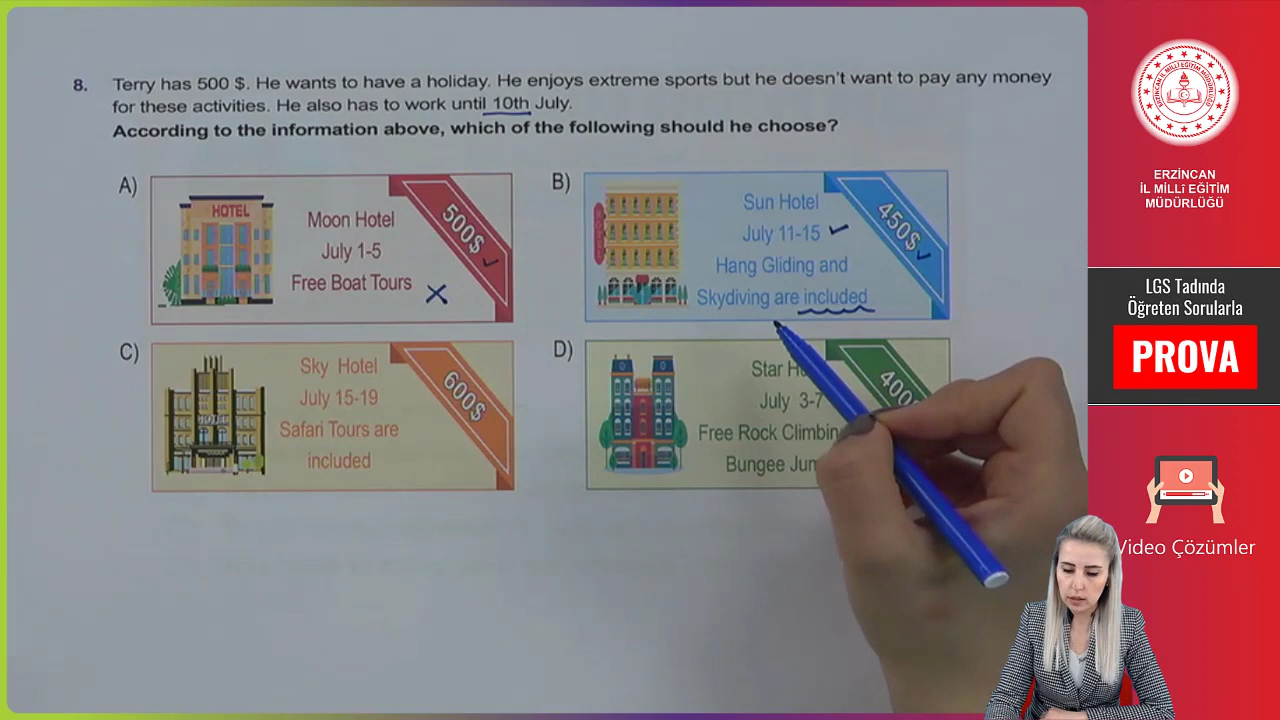 8. Terry has 500 $. He wants to have a holiday. He enjoys extreme sports but he doesn't want to pay any money
for these activities. He also has to work until 10th July.
According to the information above, which of the following should he choose?
A)
HOTEL
Moon Hotel
July 1-5
Free Boat Tours
500$
B)
Sun Hotel
July 11-15
Hang Gliding and
Skydiving are included
450$
C)
HOTEL
Sky Hotel
July 15-19
Safari Tours are
included
600$
D)
Star
July 3-7
Free Rock
Bungee
400
ERZİNCAN
İL MİLLÎ EĞİTİM
MÜDÜRLÜĞÜ
LGS Tadında
Öğreten Sorularla
PROVA
Video Çözümler